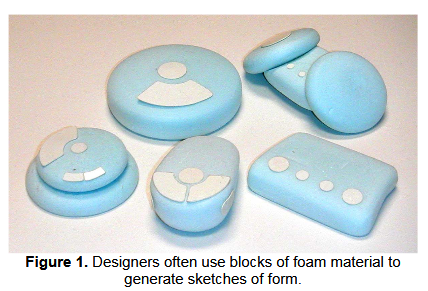 Figure 1. Designers often use blocks of foam material to
generate sketches of form.